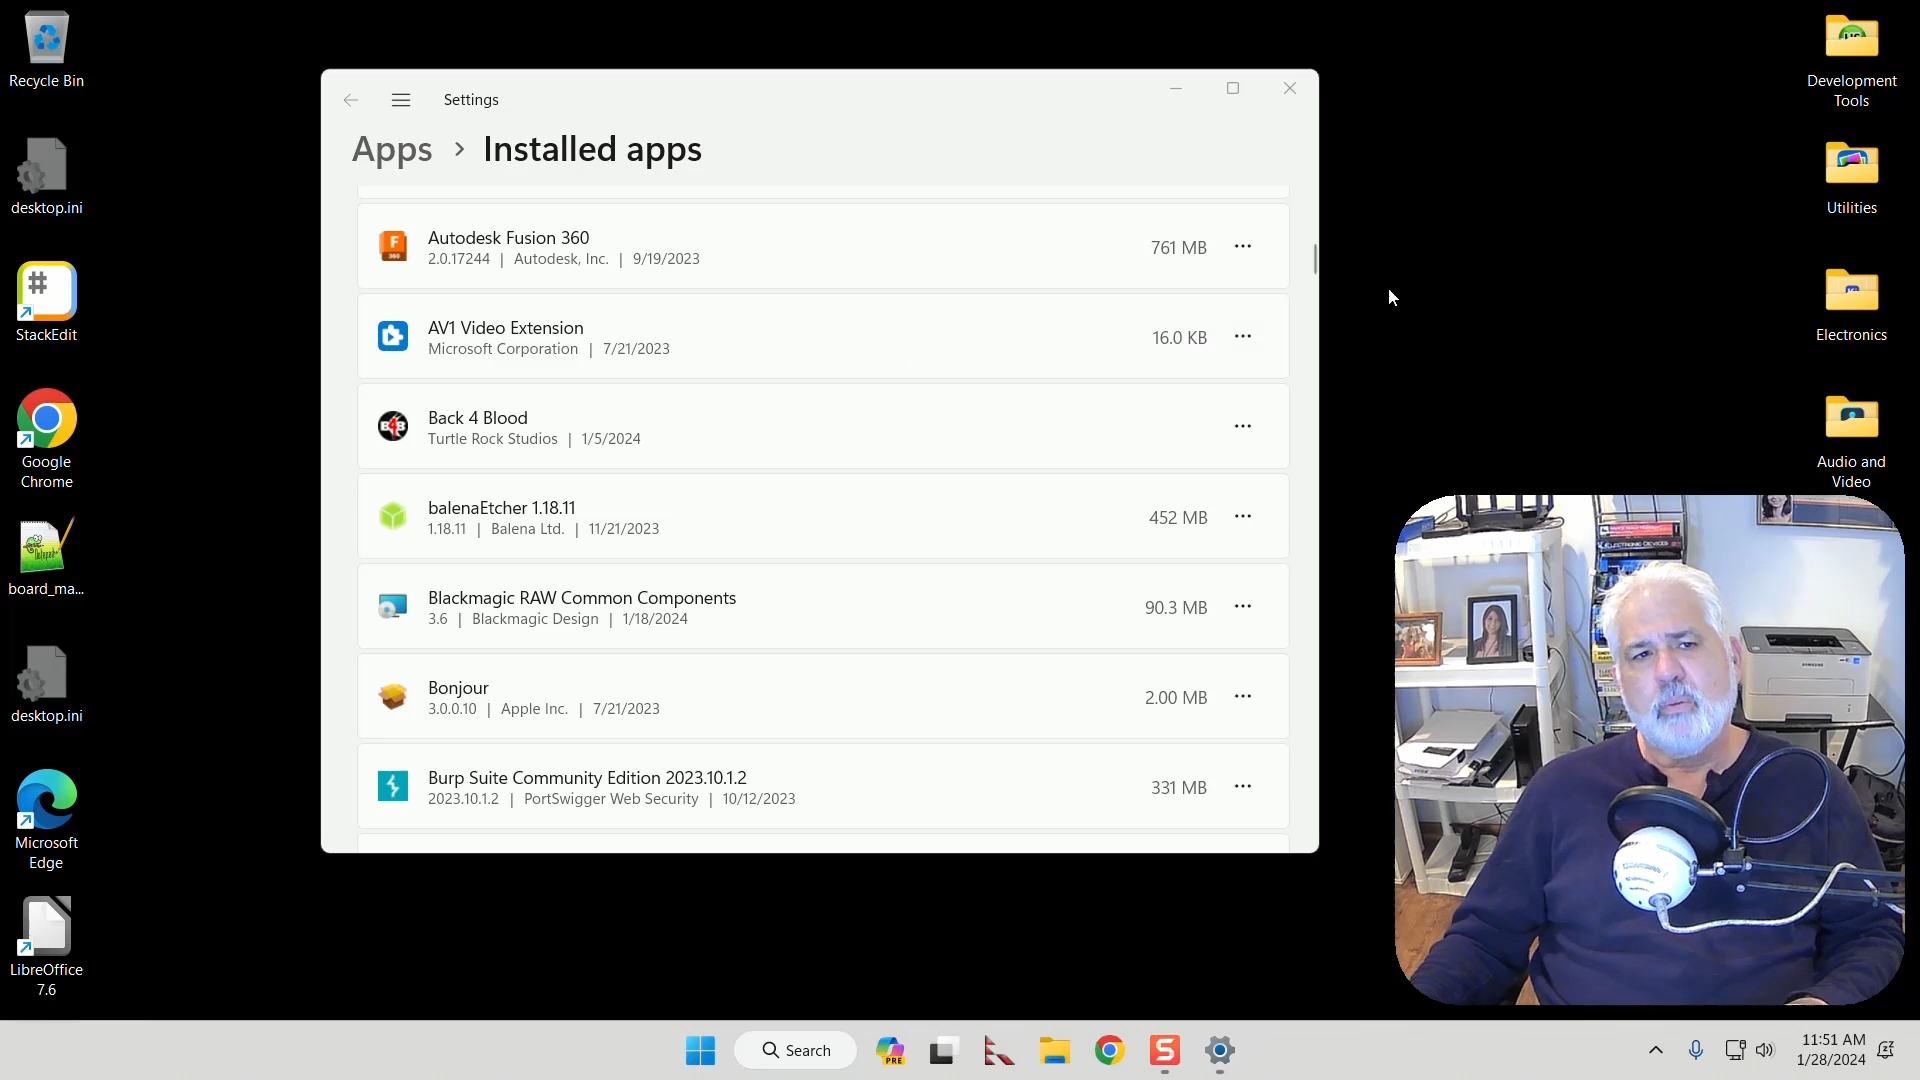 Recycle Bin
desktop.ini
StackEdit
Google
Chrome
board_ma...
desktop.ini
Microsoft
Edge
LibreOffice
7.6
Settings
Apps > Installed apps
Autodesk Fusion 360
2.0.17244 | Autodesk, Inc. | 9/19/2023
761 MB
AV1 Video Extension
Microsoft Corporation | 7/21/2023
16.0 KB
Back 4 Blood
Turtle Rock Studios | 1/5/2024
balenaEtcher 1.18.11
1.18.11 | Balena Ltd. | 11/21/2023
452 MB
Blackmagic RAW Common Components
3.6 | Blackmagic Design | 1/18/2024
90.3 MB
Bonjour
3.0.0.10 | Apple Inc. | 7/21/2023
2.00 MB
Burp Suite Community Edition 2023.10.1.2
2023.10.1.2 | PortSwigger Web Security | 10/12/2023
331 MB
Development
Tools
Utilities
Electronics
Audio and
Video
Search
PRE
11:51 AM
1/28/2024